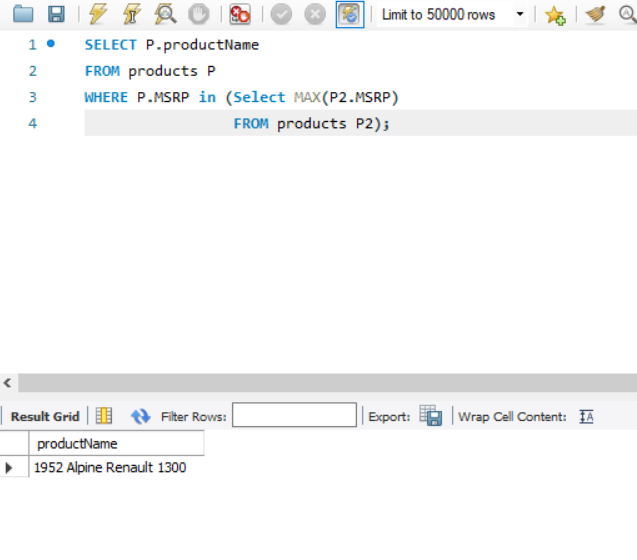 Limit to 50000 rows
1 SELECT P.productName
2 FROM products P
3 WHERE P.MSRP in (Select MAX(P2.MSRP)
4 FROM products P2);
Result Grid Filter Rows: Export: Wrap Cell Content: IA
productName
1952 Alpine Renault 1300